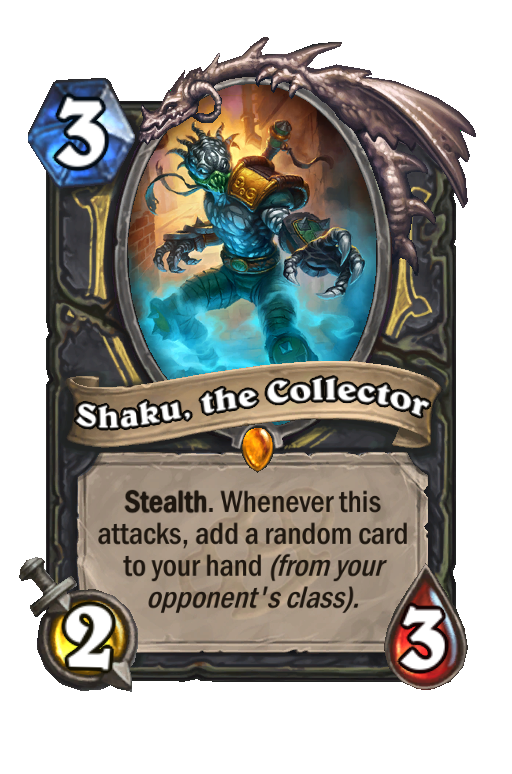 3
Shaku, the Collector
Stealth. Whenever this
attacks, add a random card
to your hand (from your
opponent's class).
2
3